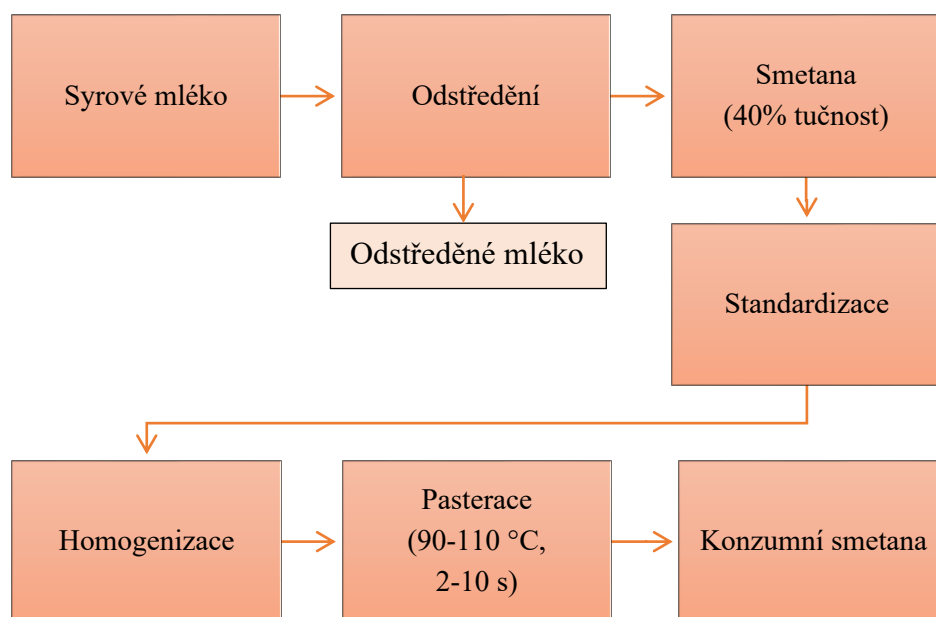 Syrové mléko
Odstředění
Smetana
(40% tučnost)
Odstředěné mléko
Standardizace
Homogenizace
Pasterace
(90-110 °C,
2-10 s)
Konzumní smetana